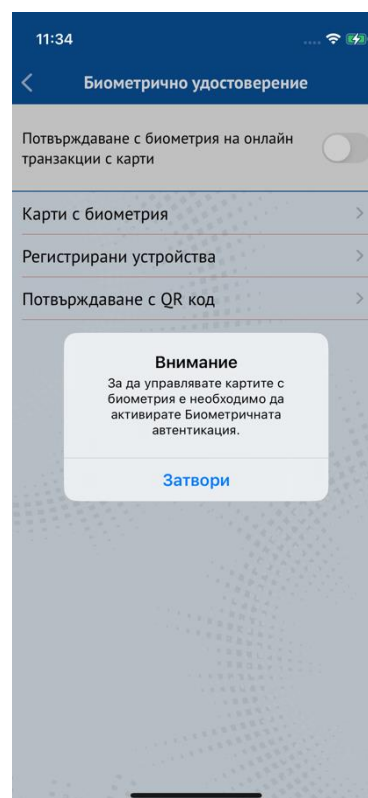 11:34
Биометрично удостоверение
Потвърждаване с биометрия на онлайн
транзакции с карти
Карти с биометрия
Регистрирани устройства
Потвърждаване с QR код
Внимание
За да управлявате картите с
биометрия е необходимо да
активирате Биометричната
автентикация.
Затвори